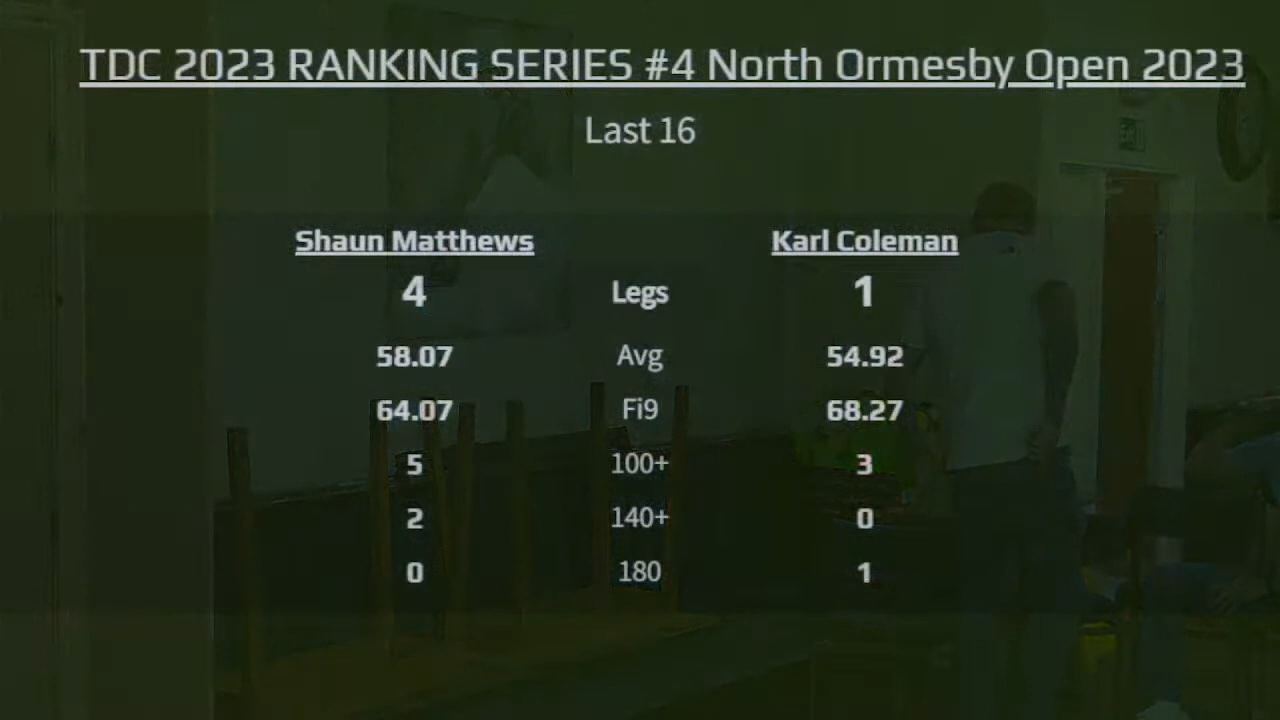 TDC 2023 RANKING SERIES #4 North Ormesby Open 2023
Last 16
Shaun Matthews Karl Coleman
4 Legs 1
58.07 Avg 54.92
64.07 Fi9 68.27
5 100+ 3
2 140+ 0
0 180 1